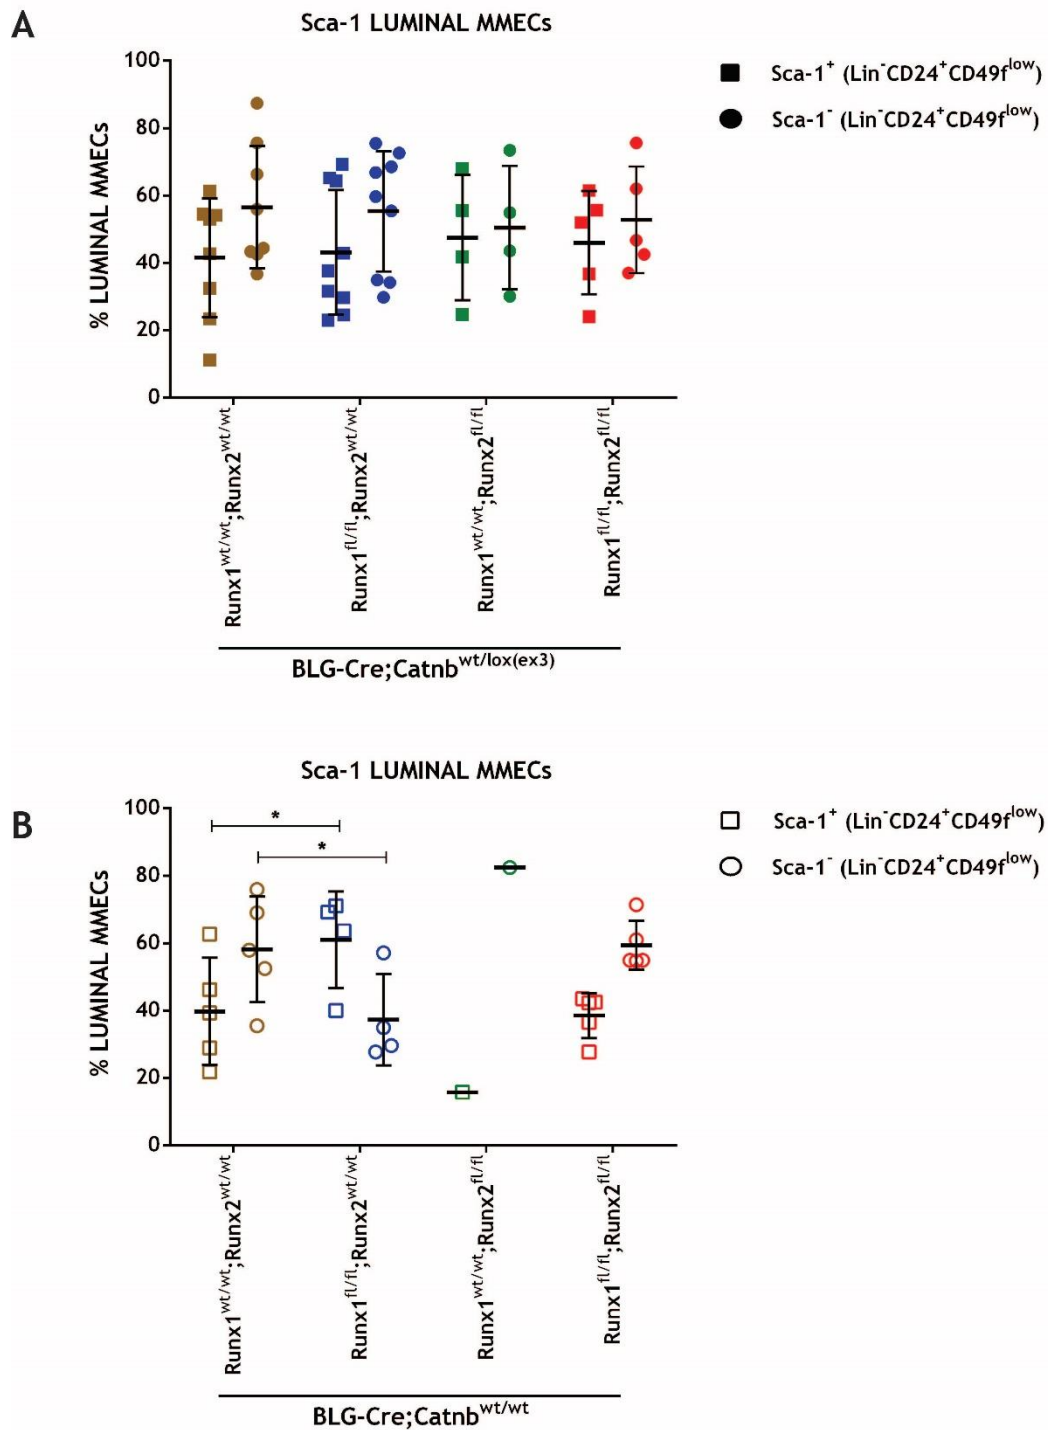 A
Sca-1 LUMINAL MMECs
Sca-1⁺ (Lin⁻CD24⁺CD49fˡᵒʷ)
Sca-1⁻ (Lin⁻CD24⁺CD49fˡᵒʷ)
% LUMINAL MMECs
100
80
60
40
20
0
Runx1ʷᵗ/ʷᵗ;Runx2ʷᵗ/ʷᵗ
Runx1ᶠˡ/ᶠˡ;Runx2ʷᵗ/ʷᵗ
Runx1ʷᵗ/ʷᵗ;Runx2ᶠˡ/ᶠˡ
Runx1ᶠˡ/ᶠˡ;Runx2ᶠˡ/ᶠˡ
BLG-Cre;Catnbʷᵗ/ˡᵒˣ⁽ᵉˣ³⁾
B
Sca-1 LUMINAL MMECs
Sca-1⁺ (Lin⁻CD24⁺CD49fˡᵒʷ)
Sca-1⁻ (Lin⁻CD24⁺CD49fˡᵒʷ)
% LUMINAL MMECs
100
80
60
40
20
0
*
*
Runx1ʷᵗ/ʷᵗ;Runx2ʷᵗ/ʷᵗ
Runx1ᶠˡ/ᶠˡ;Runx2ʷᵗ/ʷᵗ
Runx1ʷᵗ/ʷᵗ;Runx2ᶠˡ/ᶠˡ
Runx1ᶠˡ/ᶠˡ;Runx2ᶠˡ/ᶠˡ
BLG-Cre;Catnbʷᵗ/ʷᵗ